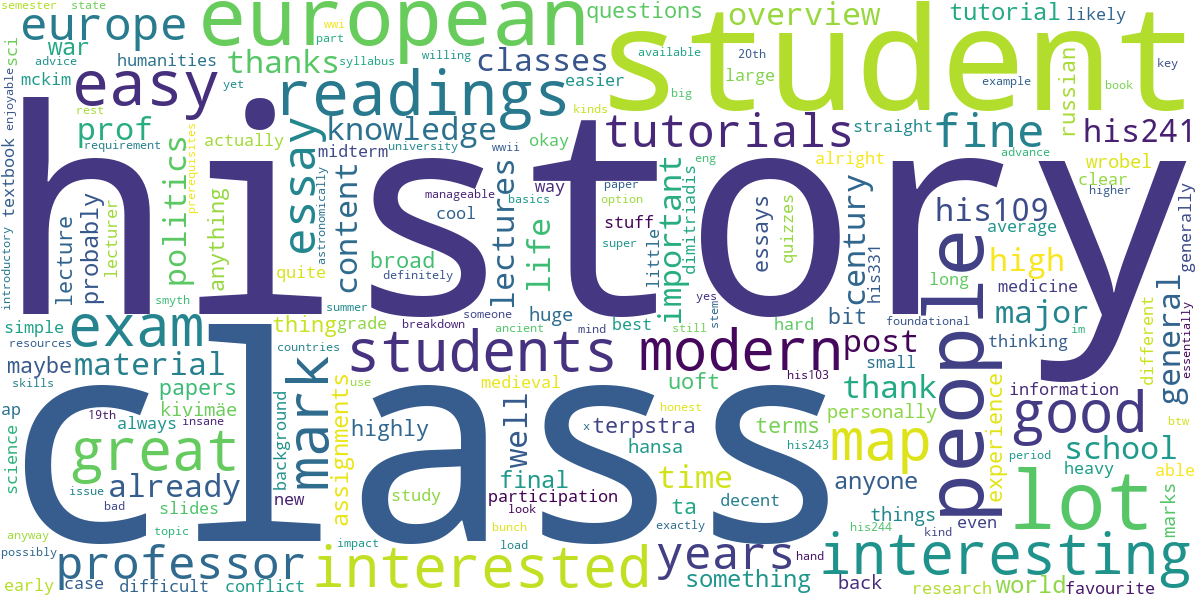 semester state
europe
european
wwi
part
questions
overview
tutorial likely
student
sci
war
advice
humanities
thanks
syllabus
willing
classes
available
20th
key
mckim
easy
readings
easier
large
example
russian
book
introductory textbook enjoyable
yet
rest
prof
actually
essay
knowledge
kinds
big
tutorials
straight
fine
his241
requirement
prerequisites
politics
midterm
university
wwii
okay
eng
alright
advance
wrobel
history
lecture
probably
lecturer
anything
astronomically
content
manageable
lectures
way
paper
important
dimitriadis
essays
quizzes
century
clear
higher
cool
basics
option
stuff
his109
average
generally
life
super
little
his331
people
high
smyth
quite
broad
definitely
long
medicine
simple
summer
someone
huge
yes
stem
bit
foundational
major
general
resources
exam
thing
grade
breakdown
ancient
mind
best
still
hard
post
im
essentially
different
maybe
material
countries
students
modern
small
thinking
skills
mark
use
medieval
uoft
his103
thank
information
ap
papers
kivimäe
honest
personally
experience
good
19th
insane
always
class
background
assignments
highly
well
x
terpstra
terms
map
heavy
btw
able
science
great
hansa
his243
school
period
issue
already
study
final
time
decent
anyone
lot
marks
bad
slides
new
participation
look
ta
exactly
things
even
topic
bunch
his244
kind
anyway
possibly
professor
impact
interested
load
years
hand
interesting
early
case
difficult
conflict
something
back
research
world
favourite